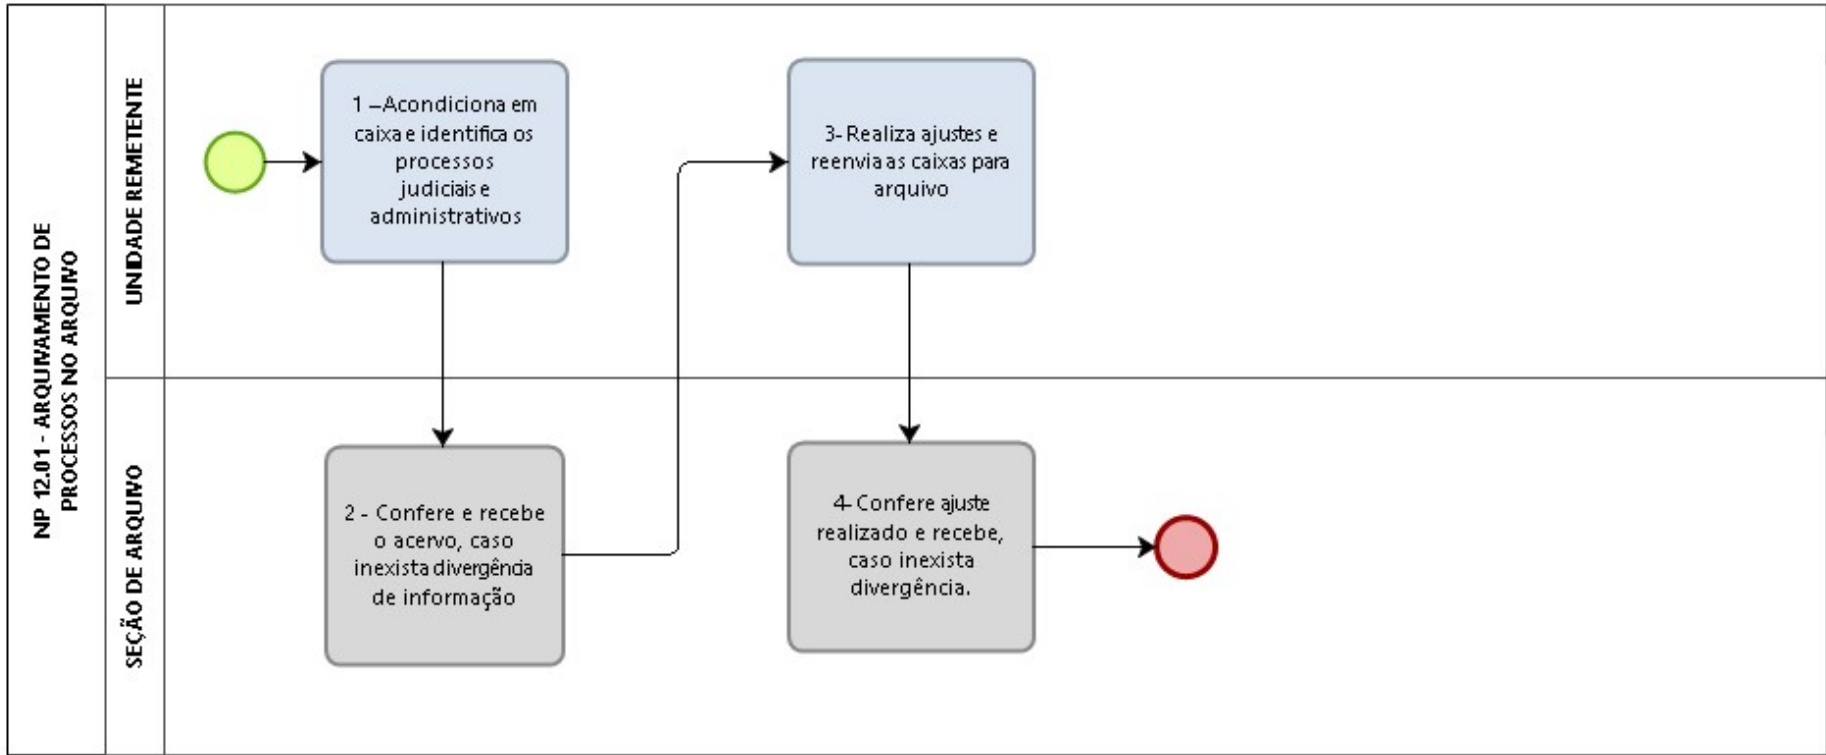 NP 12.01 - ARQUIVAMENTO DE
PROCESSOS NO ARQUIVO
UNIDADE REMETENTE
1 –Acondiciona em
caixa e identifica os
processos
judiciais e
administrativos
3- Realiza ajustes e
reenvia as caixas para
arquivo
SEÇÃO DE ARQUIVO
2 - Confere e recebe
o acervo, caso
inexista divergência
de informação
4- Confere ajuste
realizado e recebe,
caso inexista
divergência.